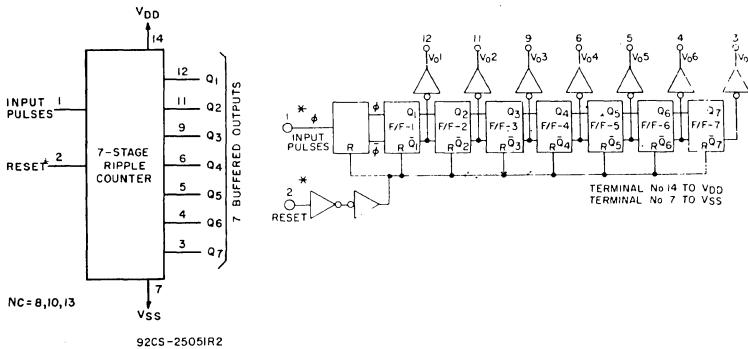 VDD
14
INPUT PULSES 1
RESET* 2
7-STAGE
RIPPLE
COUNTER
12 Q1
11 Q2
9 Q3
6 Q4
5 Q5
4 Q6
3 Q7
7 BUFFERED OUTPUTS
7
VSS
NC=8,10,13
92CS-25051R2
12 11 9 6 5 4 3
Vo1 Vo2 Vo3 Vo4 Vo5 Vo6
* 1 φ
INPUT
PULSES
φ
φ̅
R
Q1 Q2 Q3 Q4 Q5 Q6 Q7
F/F-1 F/F-2 F/F-3 F/F-4 F/F-5 F/F-6 F/F-7
R Q̅1 R Q̅2 R Q̅3 R Q̅4 R Q̅5 R Q̅6 R Q̅7
* 2
RESET
TERMINAL No 14 TO VDD
TERMINAL No 7 TO VSS